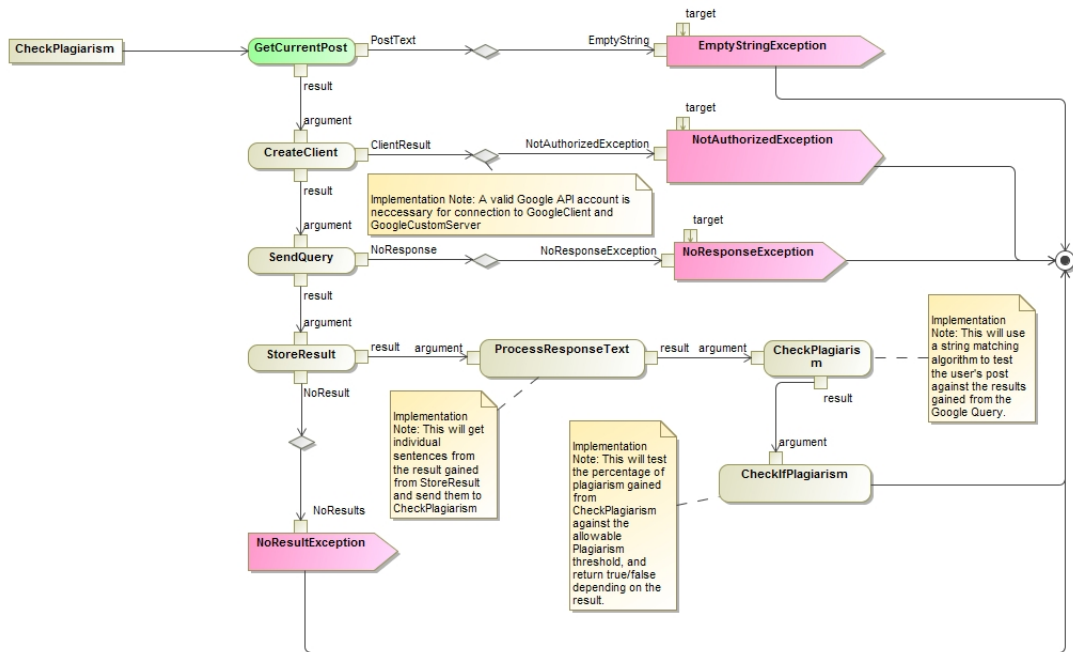 target
CheckPlagiarism
GetCurrentPost
PostText
EmptyString
EmptyStringException
result
target
argument
CreateClient
ClientResult
NotAuthorizedException
NotAuthorizedException
result
Implementation Note: A valid Google API account is
neccessary for connection to GoogleClient and
GoogleCustomServer
target
argument
SendQuery
NoResponse
NoResponseException
NoResponseException
result
argument
StoreResult
result
argument
ProcessResponseText
result
argument
CheckPlagiaris
m
Implementation
Note: This will use
a string matching
algorithm to test
the user's post
against the results
gained from the
Google Query.
NoResult
result
Implementation
Note: This will get
individual
sentences from
the result gained
from StoreResult
and send them to
CheckPlagiarism
Implementation
Note: This will test
the percentage of
plagiarism gained
from
CheckPlagiarism
against the
allowable
Plagiarism
threshold, and
return true/false
depending on the
result.
argument
CheckIfPlagiarism
NoResults
NoResultException